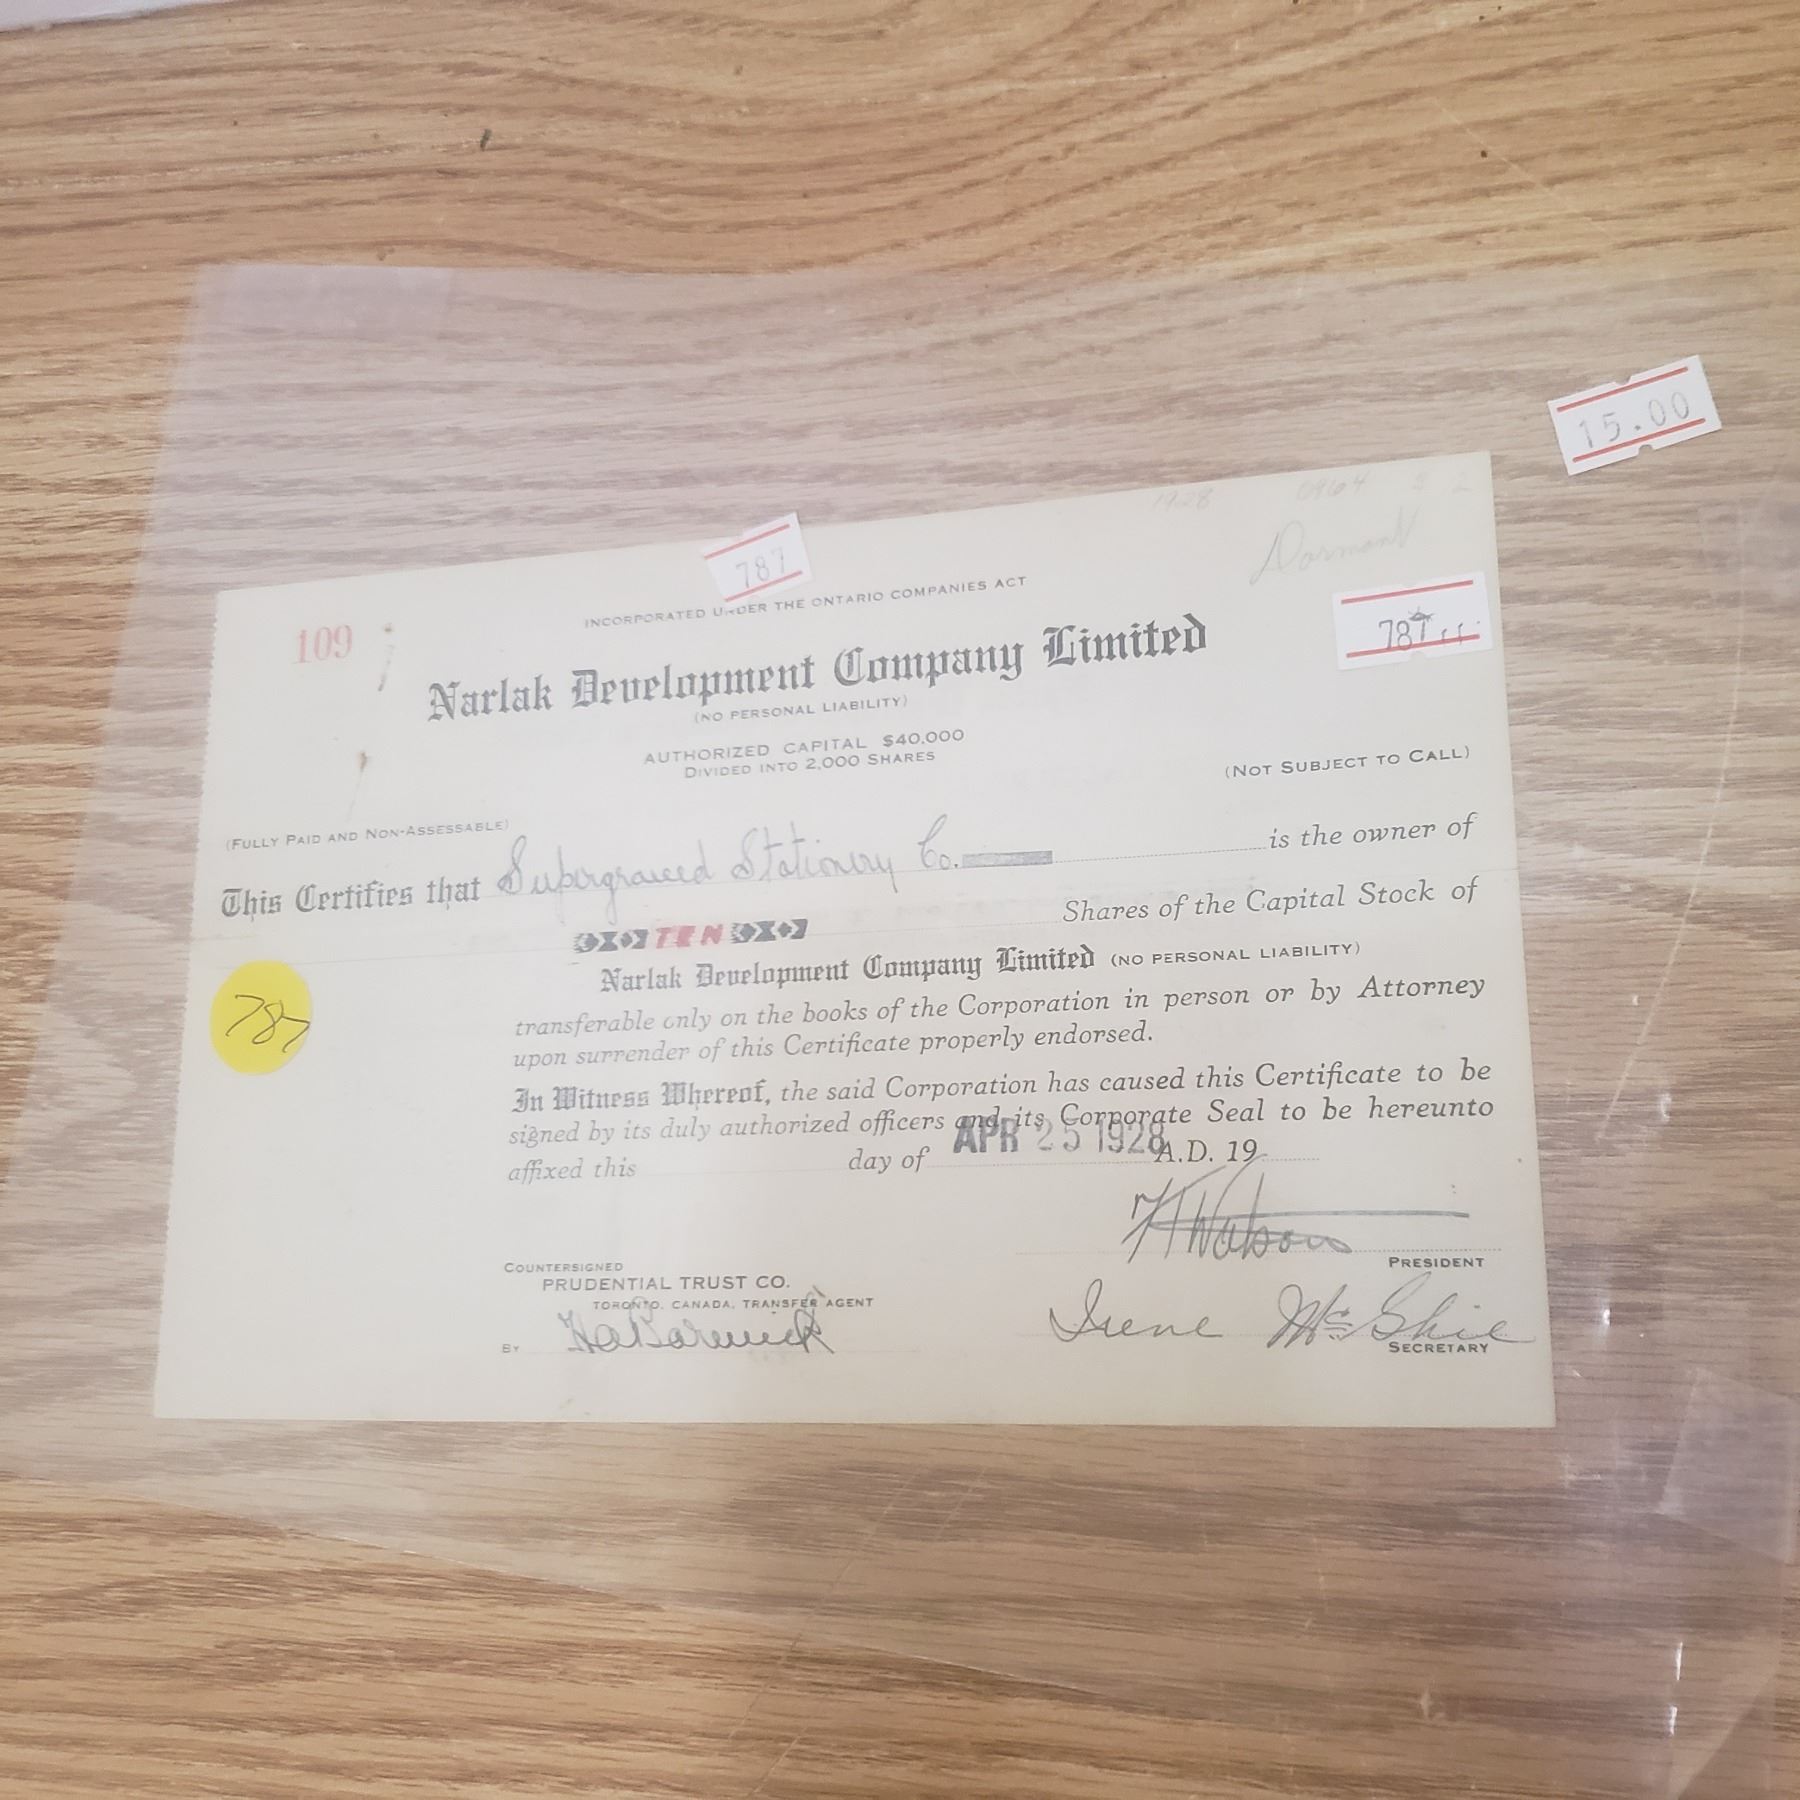 15.00
1928
Dormant
787
787
INCORPORATED UNDER THE ONTARIO COMPANIES ACT
109
Narlak Development Company Limited
(NO PERSONAL LIABILITY)
AUTHORIZED CAPITAL $40,000
DIVIDED INTO 2,000 SHARES
(NOT SUBJECT TO CALL)
(FULLY PAID AND NON-ASSESSABLE)
This Certifies that Supergraved Stationery Co. is the owner of
TEN Shares of the Capital Stock of
Narlak Development Company Limited (NO PERSONAL LIABILITY)
787
transferable only on the books of the Corporation in person or by Attorney
upon surrender of this Certificate properly endorsed.
In Witness Whereof, the said Corporation has caused this Certificate to be
signed by its duly authorized officers and its Corporate Seal to be hereunto
affixed this day of APR 25 1928 A.D. 19
Watson
PRESIDENT
COUNTERSIGNED
PRUDENTIAL TRUST CO.
TORONTO, CANADA, TRANSFER AGENT
BY
Irene McShie
SECRETARY